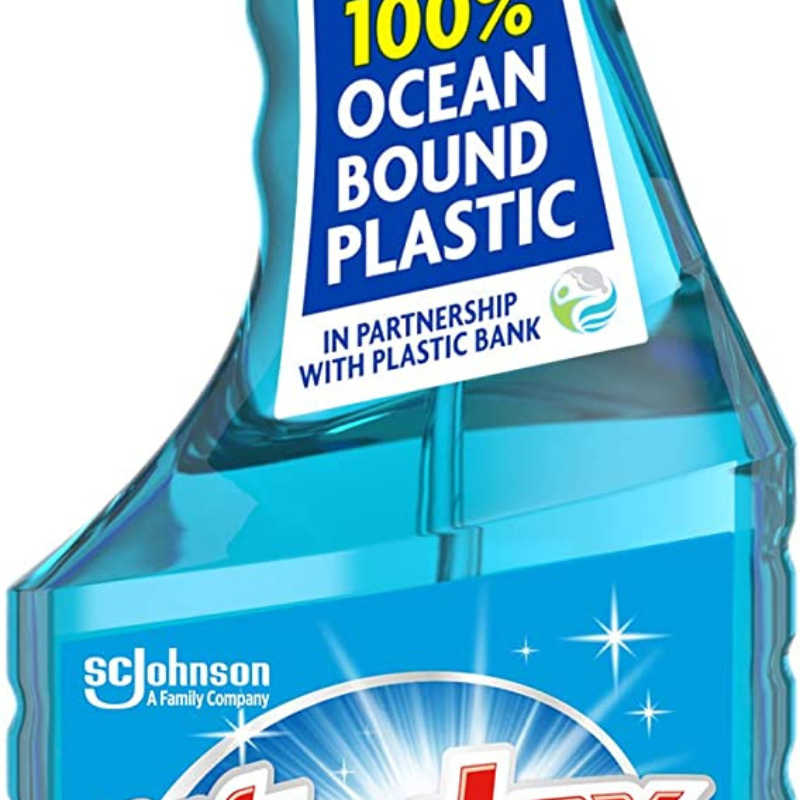 100%
OCEAN
BOUND
PLASTIC
IN PARTNERSHIP
WITH PLASTIC BANK
scJohnson
A Family Company